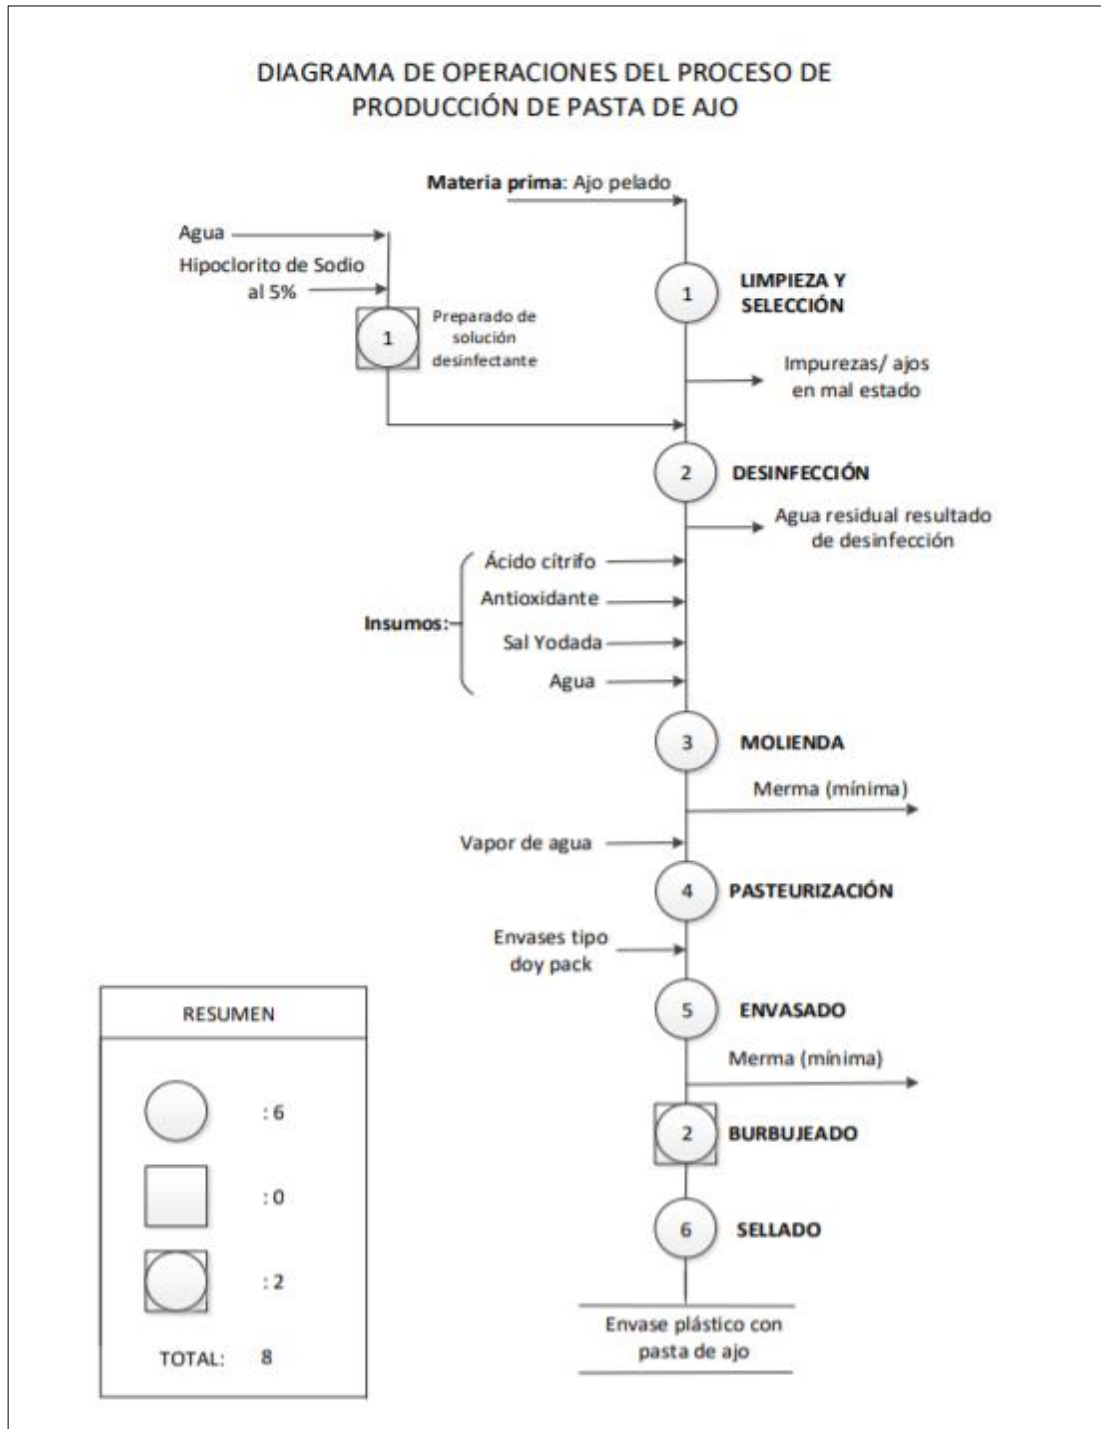 DIAGRAMA DE OPERACIONES DEL PROCESO DE
PRODUCCIÓN DE PASTA DE AJO
Materia prima: Ajo pelado
Agua
Hipoclorito de Sodio
al 5%
1
Preparado de
solución
desinfectante
1
LIMPIEZA Y
SELECCIÓN
Impurezas/ ajos
en mal estado
2
DESINFECCIÓN
Agua residual resultado
de desinfección
Insumos:
Ácido cítrifo
Antioxidante
Sal Yodada
Agua
3
MOLIENDA
Merma (mínima)
Vapor de agua
4
PASTEURIZACIÓN
Envases tipo
doy pack
5
ENVASADO
Merma (mínima)
2
BURBUJEADO
6
SELLADO
Envase plástico con
pasta de ajo
RESUMEN
: 6
: 0
: 2
TOTAL: 8